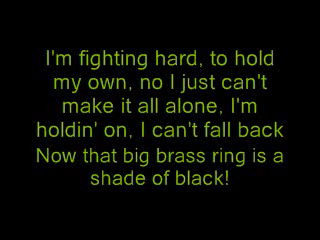 I'm fighting hard, to hold
my own, no I just can't
make it all alone, I'm
holdin' on, I can't fall back
Now that big brass ring is a
shade of black!